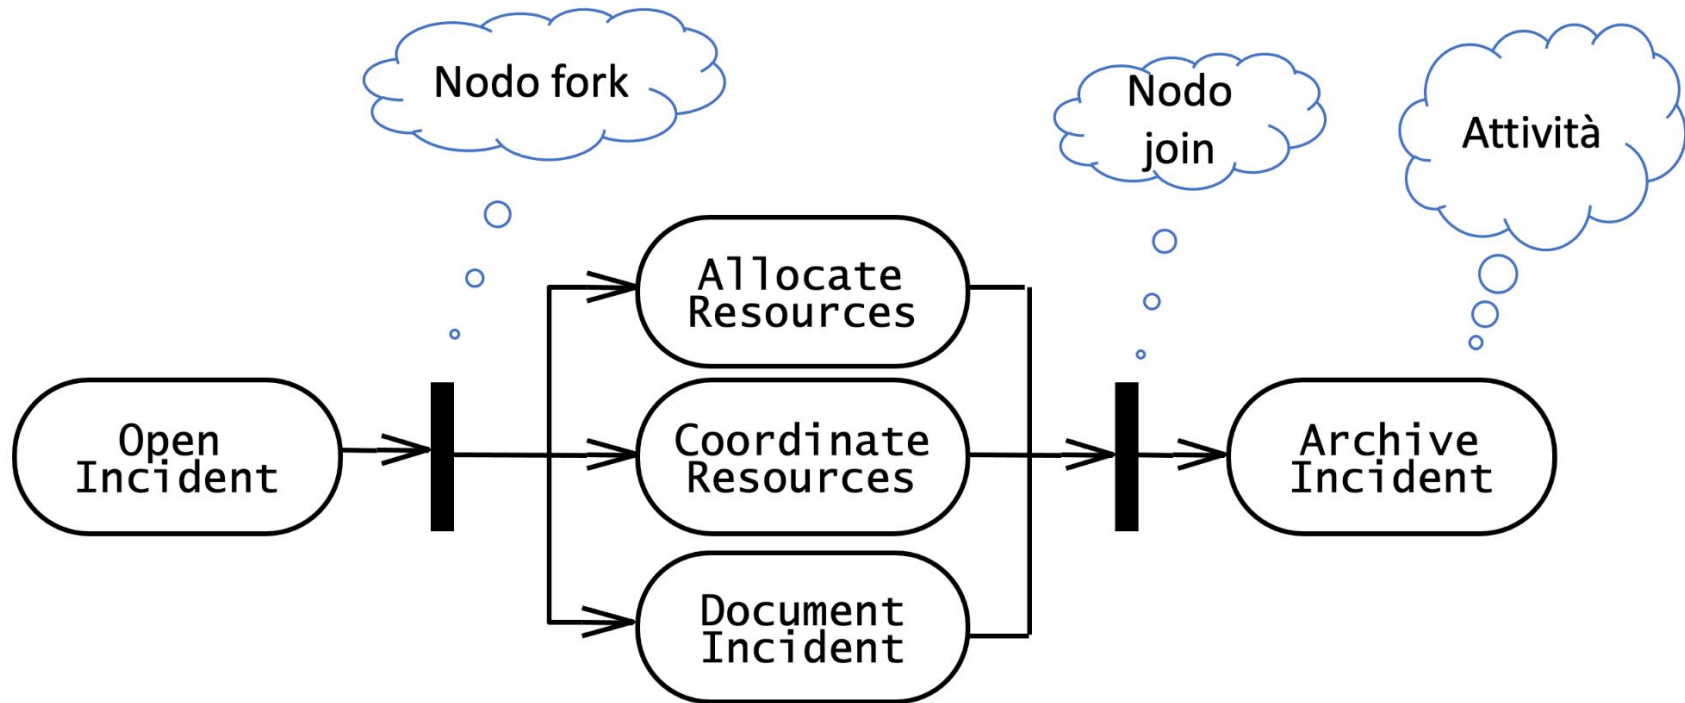 Nodo fork
Nodo
join
Attività
Allocate
Resources
Open
Incident
Coordinate
Resources
Archive
Incident
Document
Incident